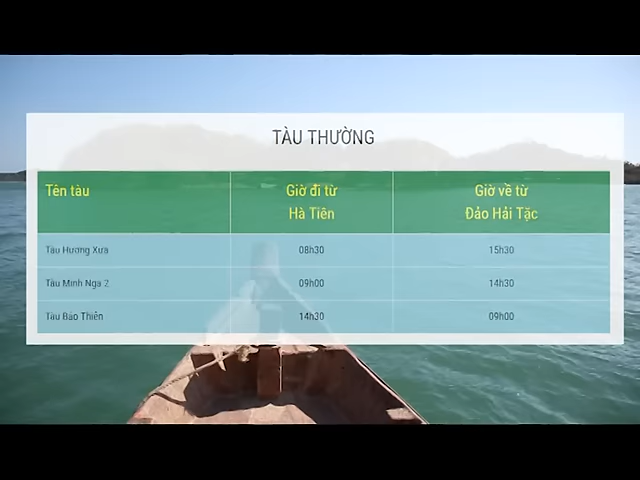 TÀU THƯỜNG
Tên tàu
Giờ đi từ
Hà Tiên
Giờ về từ
Đảo Hải Tặc
Tàu Hương Xưa 08h30 15h30
Tàu Minh Nga 2 09h00 14h30
Tàu Bảo Thiên 14h30 09h00